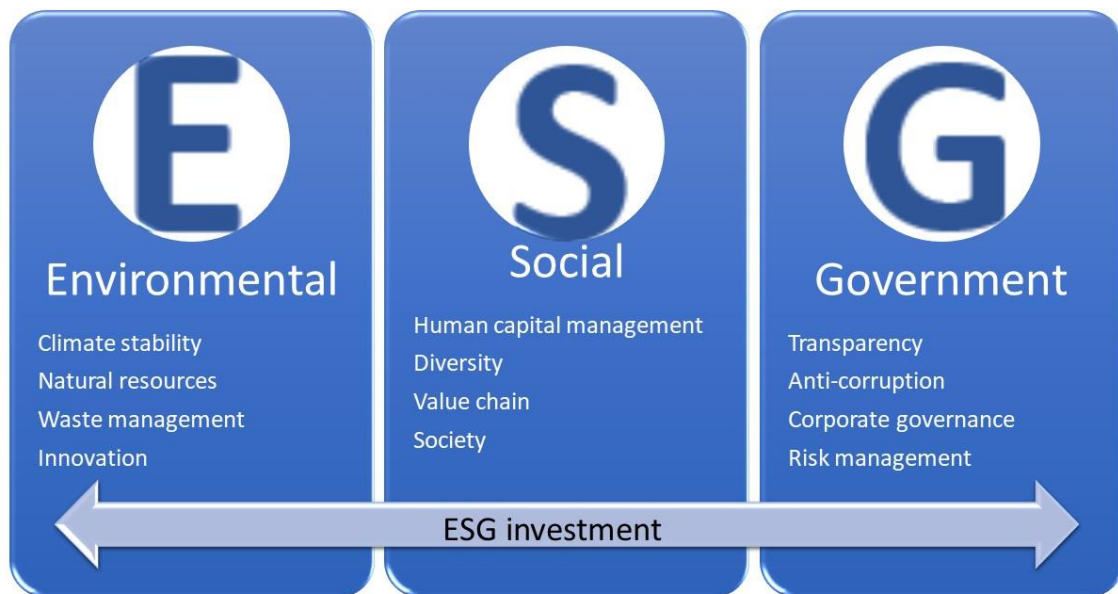 E
Environmental
Climate stability
Natural resources
Waste management
Innovation
S
Social
Human capital management
Diversity
Value chain
Society
G
Government
Transparency
Anti-corruption
Corporate governance
Risk management
ESG investment